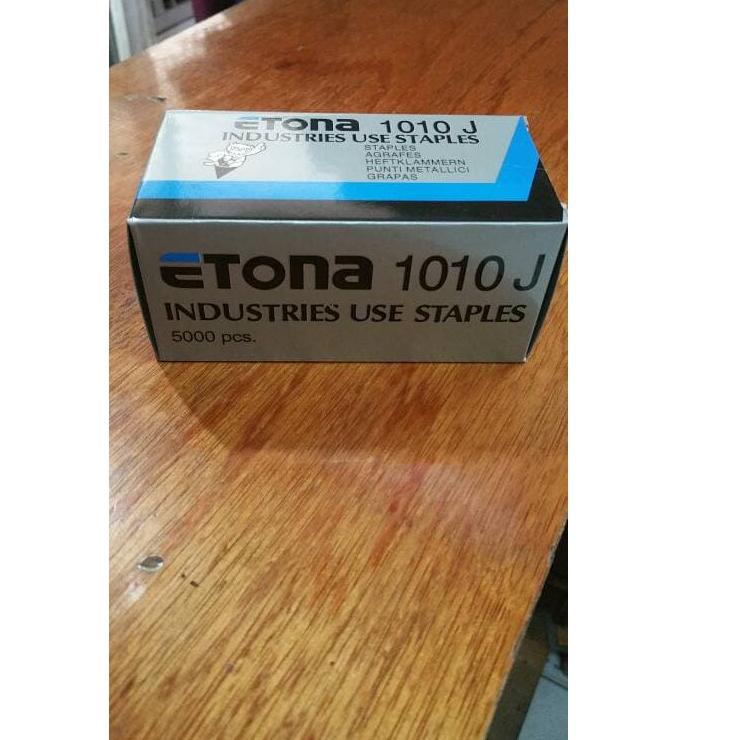 ETona 1010 J
INDUSTRIES USE STAPLES
STAPLES
AGRAFES
HEFTKLAMMERN
PUNTI METALLICI
GRAPAS
ETona 1010 J
INDUSTRIES USE STAPLES
5000 pcs.